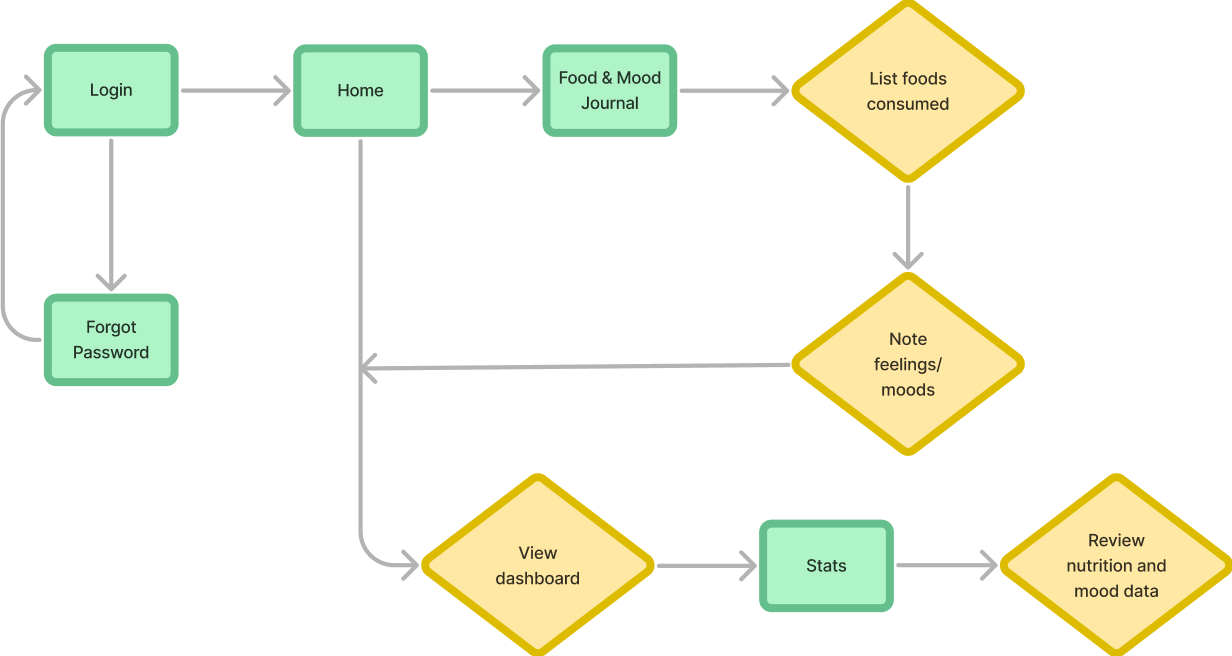 Login
Home
Food & Mood
Journal
List foods
consumed
Forgot
Password
Note
feelings/
moods
View
dashboard
Stats
Review
nutrition and
mood data